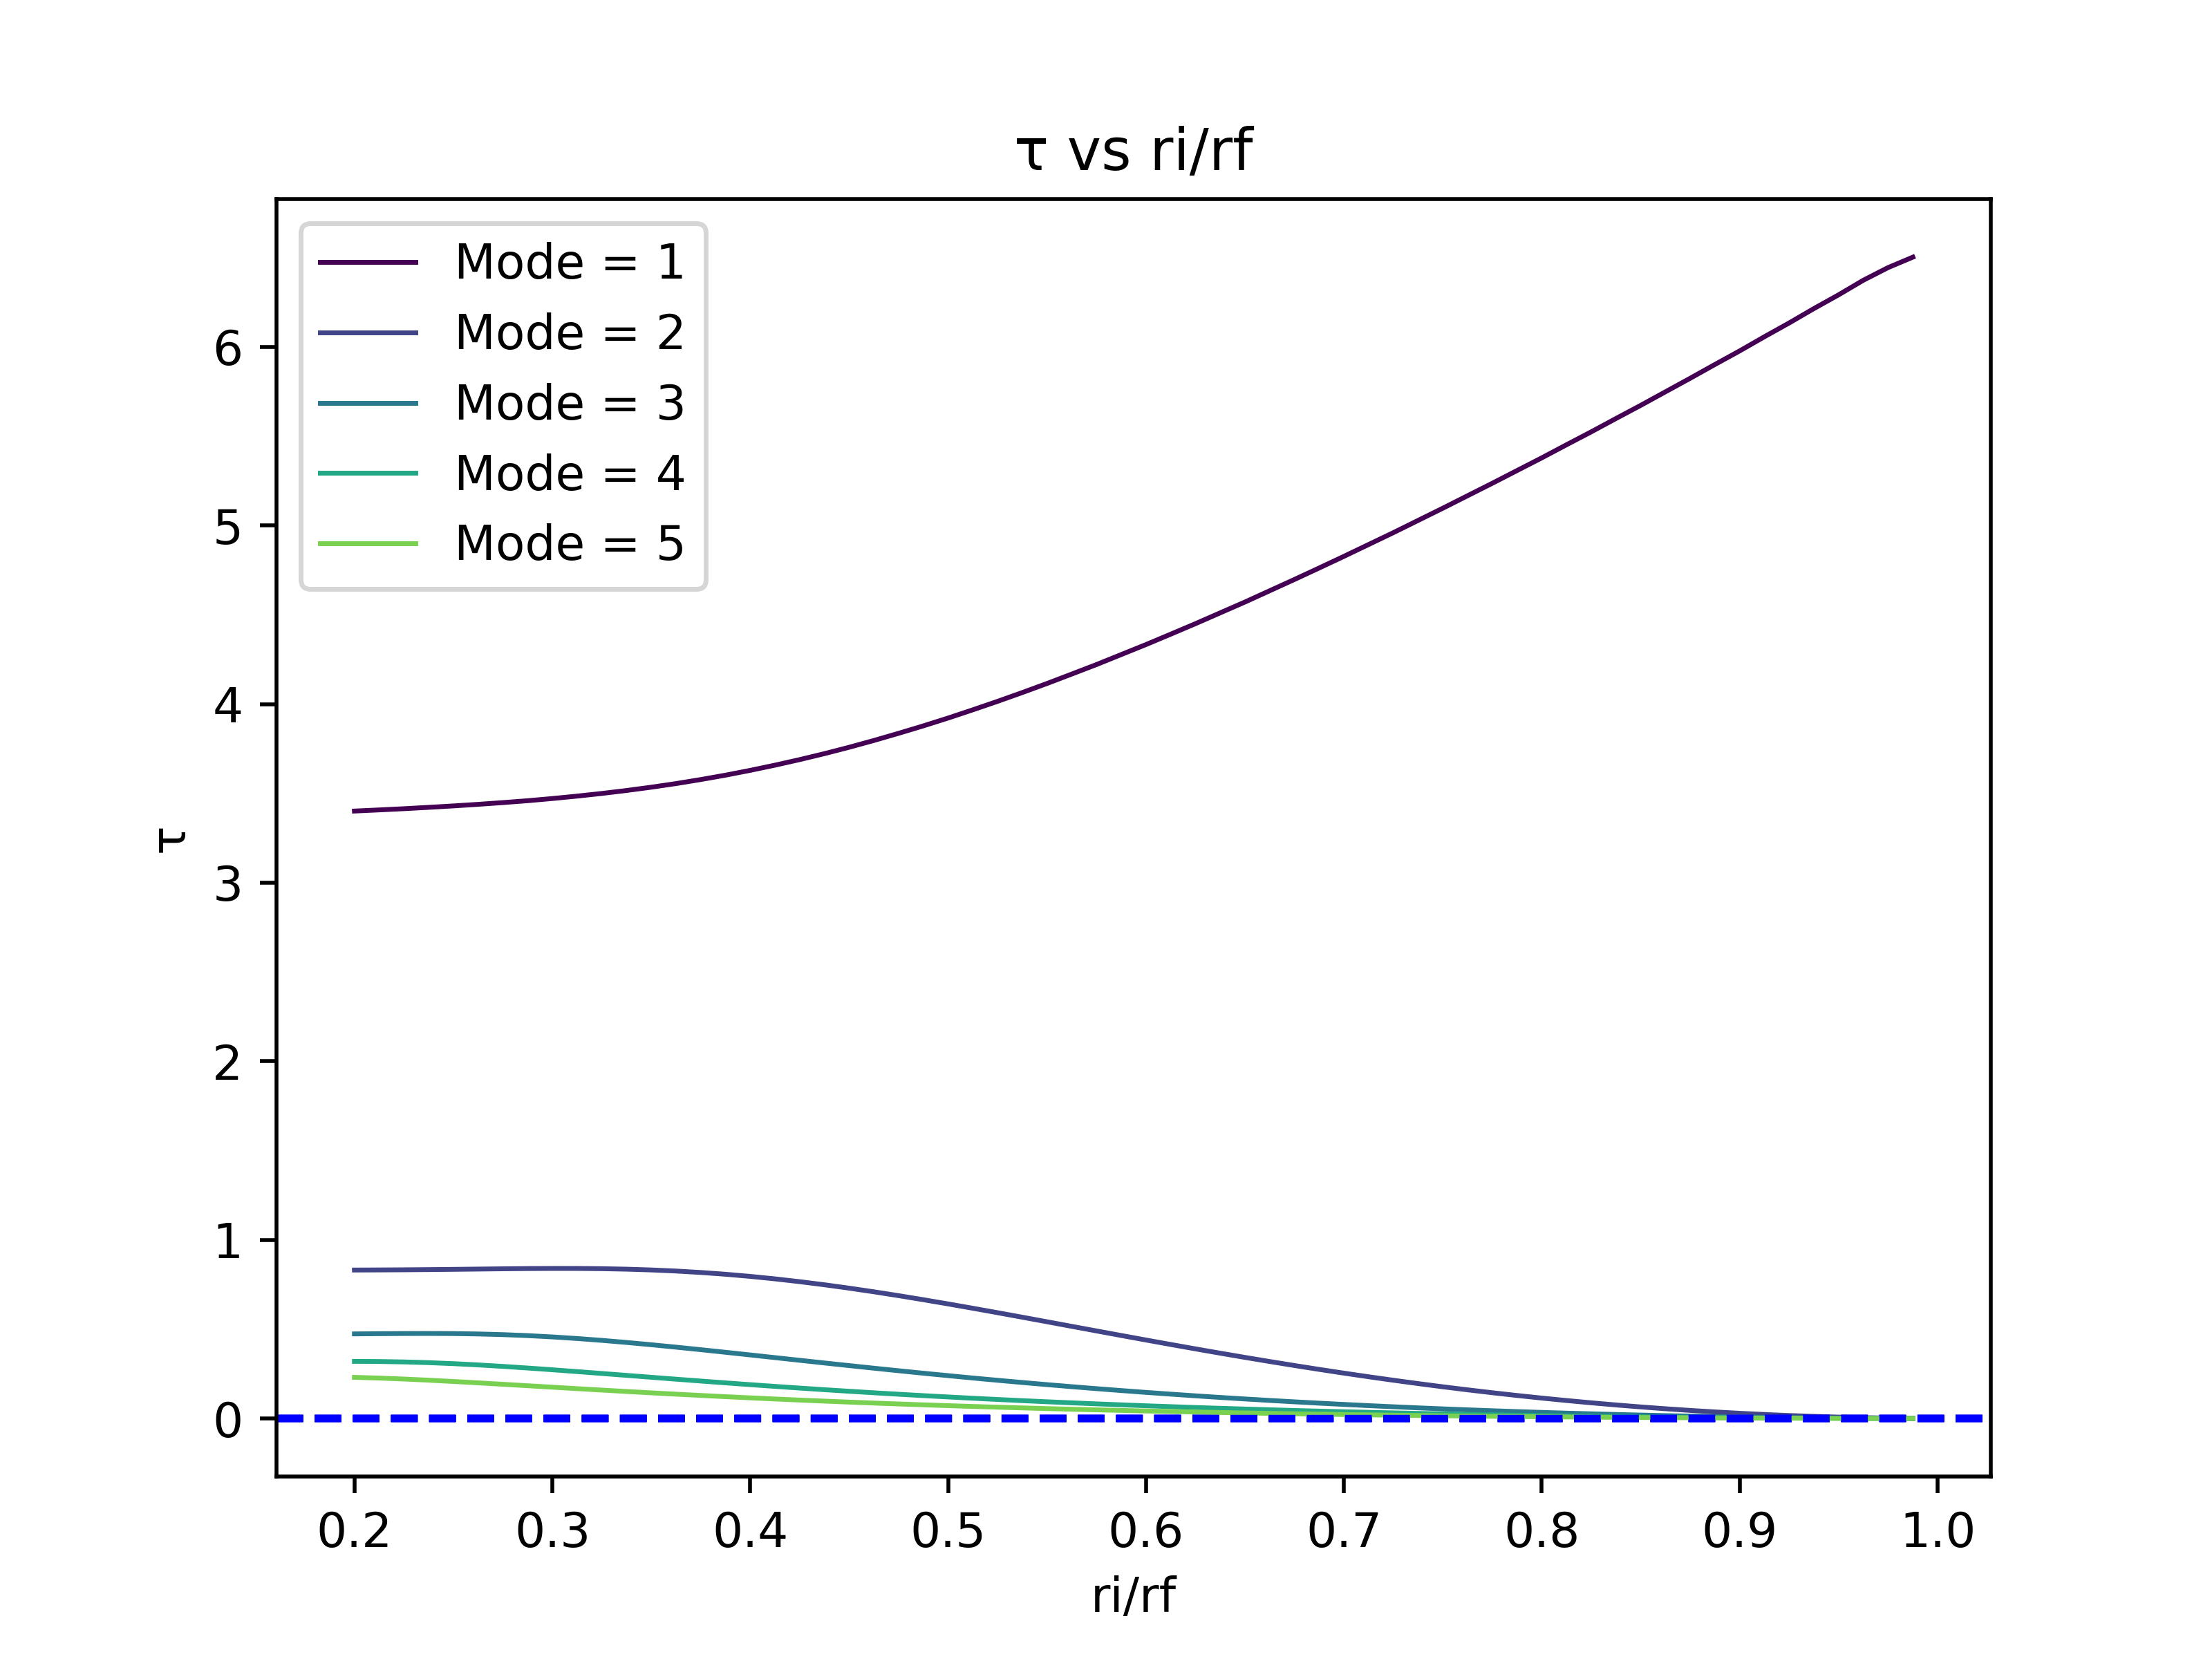 τ vs ri/rf
Mode = 1
Mode = 2
Mode = 3
Mode = 4
Mode = 5
6
5
4
3
2
1
0
τ
0.2 0.3 0.4 0.5 0.6 0.7 0.8 0.9 1.0
ri/rf